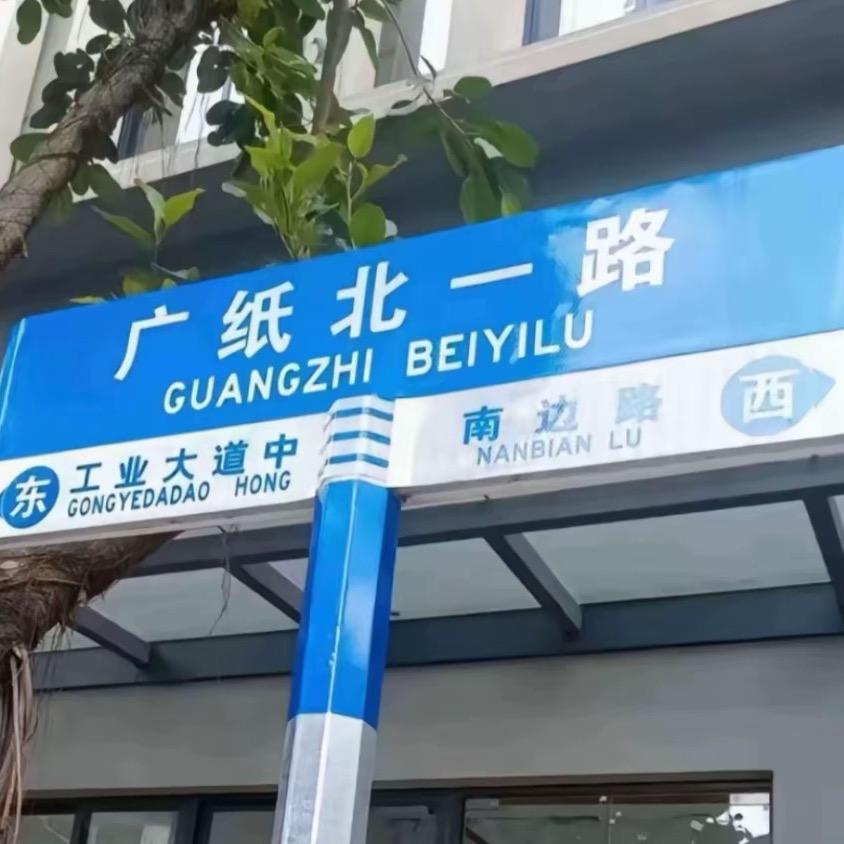 广纸北一路
GUANGZHI BEIYILU
东 工业大道中
GONGYEDADAO HONG
南边路 西
NANBIAN LU